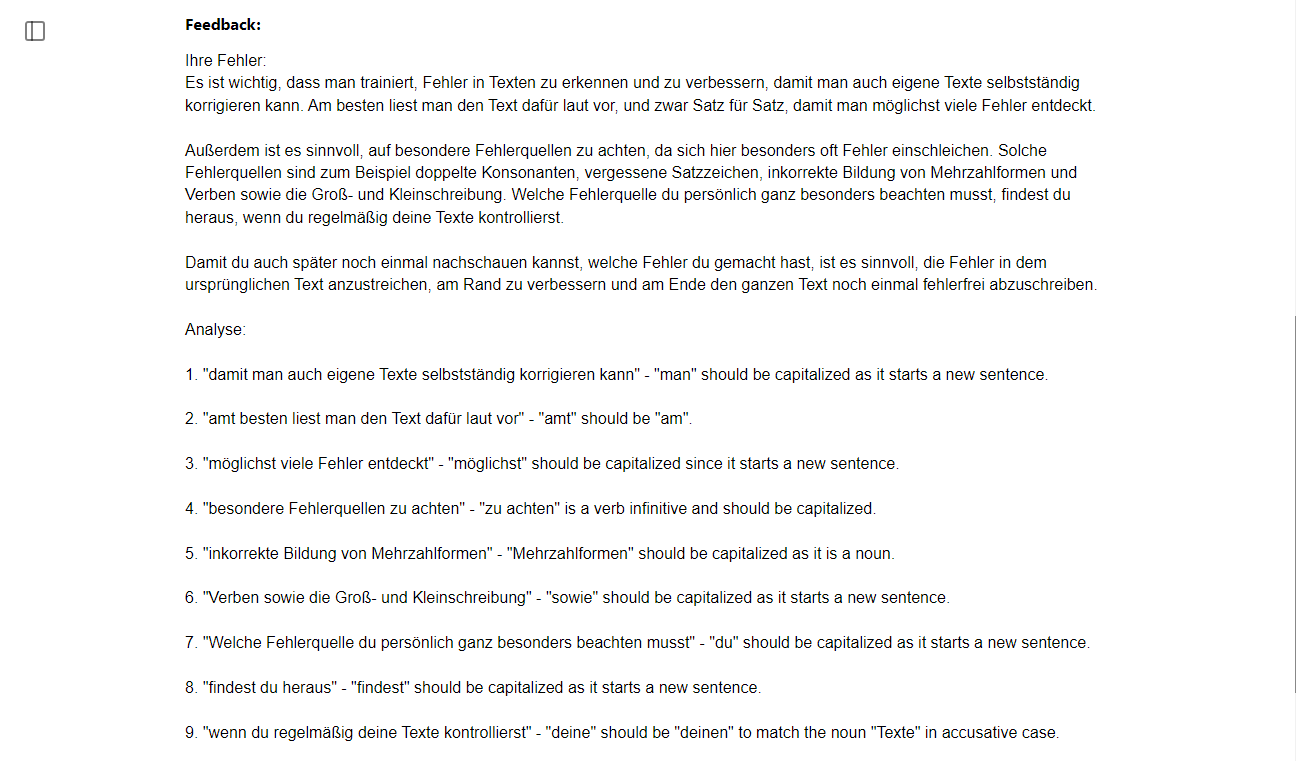 Feedback:
Ihre Fehler:
Es ist wichtig, dass man trainiert, Fehler in Texten zu erkennen und zu verbessern, damit man auch eigene Texte selbstständig
korrigieren kann. Am besten liest man den Text dafür laut vor, und zwar Satz für Satz, damit man möglichst viele Fehler entdeckt.
Außerdem ist es sinnvoll, auf besondere Fehlerquellen zu achten, da sich hier besonders oft Fehler einschleichen. Solche
Fehlerquellen sind zum Beispiel doppelte Konsonanten, vergessene Satzzeichen, inkorrekte Bildung von Mehrzahlformen und
Verben sowie die Groß- und Kleinschreibung. Welche Fehlerquelle du persönlich ganz besonders beachten musst, findest du
heraus, wenn du regelmäßig deine Texte kontrollierst.
Damit du auch später noch einmal nachschauen kannst, welche Fehler du gemacht hast, ist es sinnvoll, die Fehler in dem
ursprünglichen Text anzustreichen, am Rand zu verbessern und am Ende den ganzen Text noch einmal fehlerfrei abzuschreiben.
Analyse:
1. "damit man auch eigene Texte selbstständig korrigieren kann" - "man" should be capitalized as it starts a new sentence.
2. "amt besten liest man den Text dafür laut vor" - "amt" should be "am".
3. "möglichst viele Fehler entdeckt" - "möglichst" should be capitalized since it starts a new sentence.
4. "besondere Fehlerquellen zu achten" - "zu achten" is a verb infinitive and should be capitalized.
5. "inkorrekte Bildung von Mehrzahlformen" - "Mehrzahlformen" should be capitalized as it is a noun.
6. "Verben sowie die Groß- und Kleinschreibung" - "sowie" should be capitalized as it starts a new sentence.
7. "Welche Fehlerquelle du persönlich ganz besonders beachten musst" - "du" should be capitalized as it starts a new sentence.
8. "findest du heraus" - "findest" should be capitalized as it starts a new sentence.
9. "wenn du regelmäßig deine Texte kontrollierst" - "deine" should be "deinen" to match the noun "Texte" in accusative case.